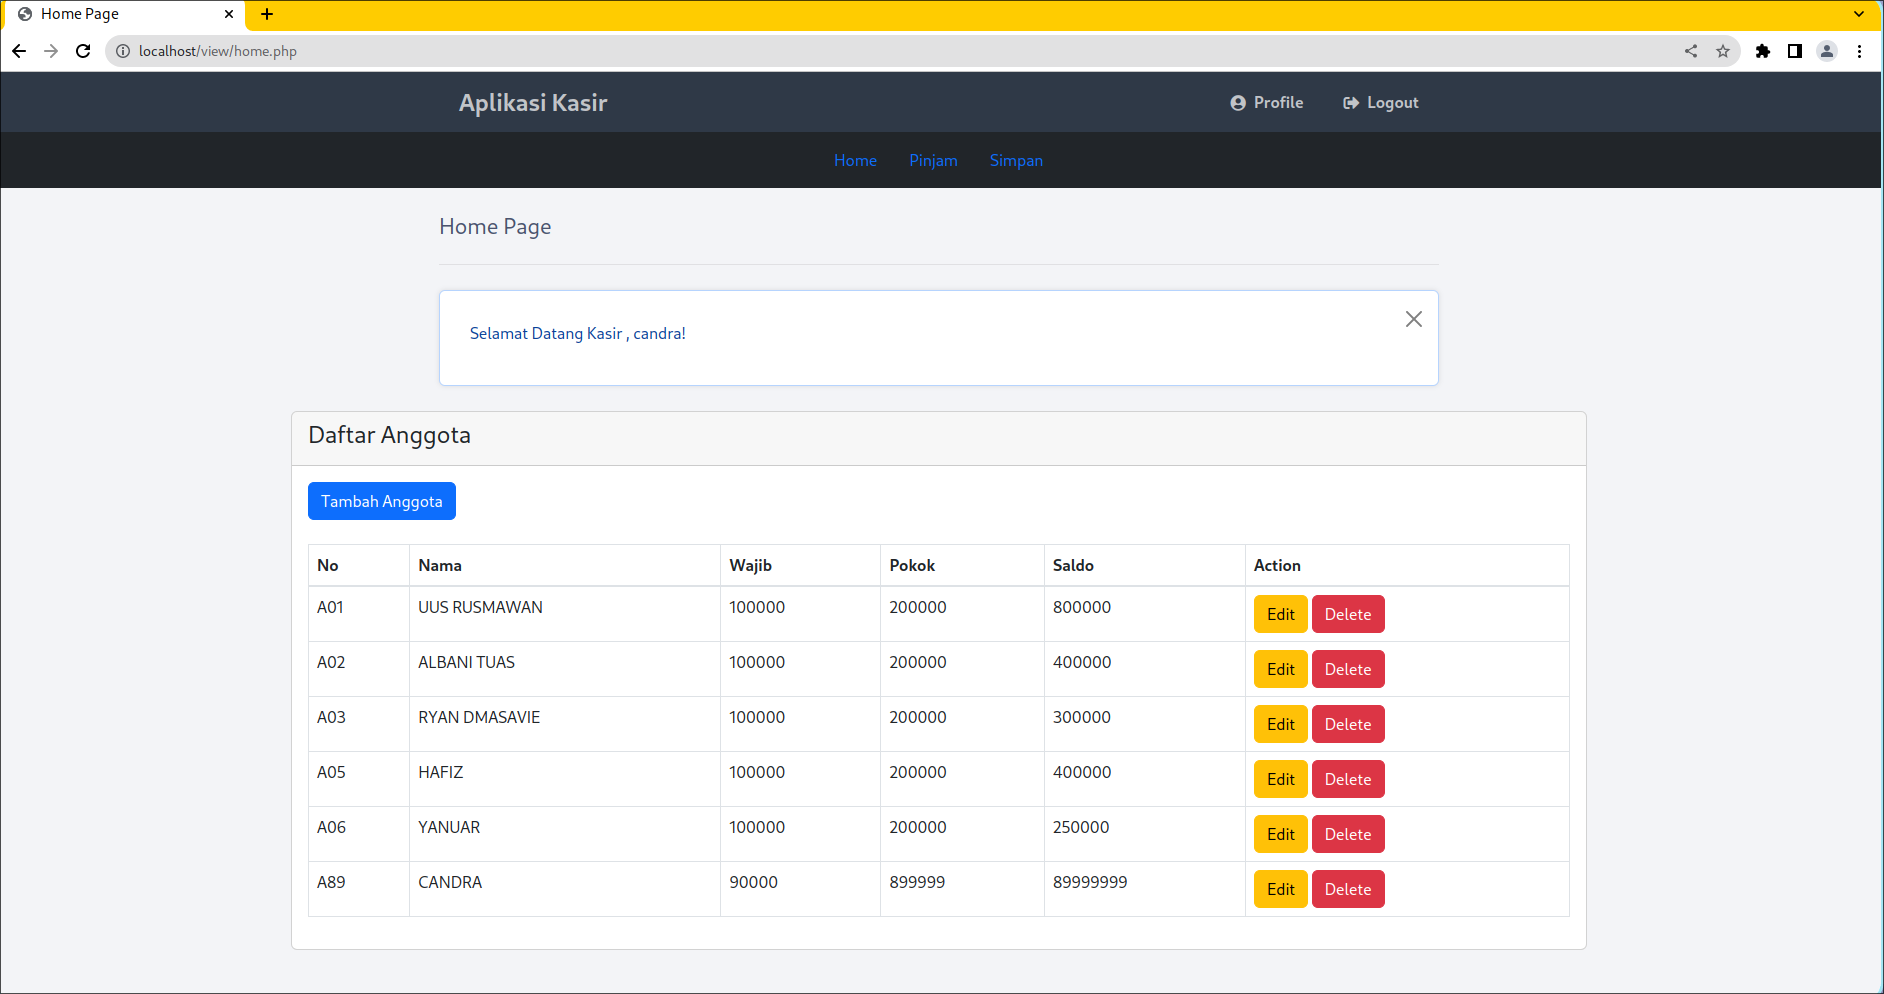 Home Page
localhost/view/home.php
Aplikasi Kasir Profile Logout
Home Pinjam Simpan
Home Page
Selamat Datang Kasir , candra!
Daftar Anggota
Tambah Anggota
No Nama Wajib Pokok Saldo Action
A01 UUS RUSMAWAN 100000 200000 800000 Edit Delete
A02 ALBANI TUAS 100000 200000 400000 Edit Delete
A03 RYAN DMASAVIE 100000 200000 300000 Edit Delete
A05 HAFIZ 100000 200000 400000 Edit Delete
A06 YANUAR 100000 200000 250000 Edit Delete
A89 CANDRA 90000 899999 89999999 Edit Delete